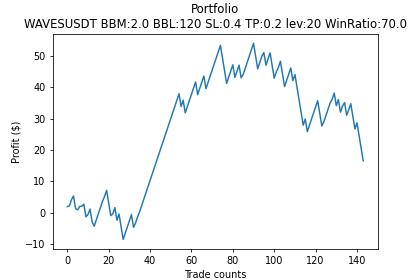 Portfolio
WAVESUSDT BBM:2.0 BBL:120 SL:0.4 TP:0.2 lev:20 WinRatio:70.0
50
40
30
20
10
0
−10
Profit ($)
0 20 40 60 80 100 120 140
Trade counts